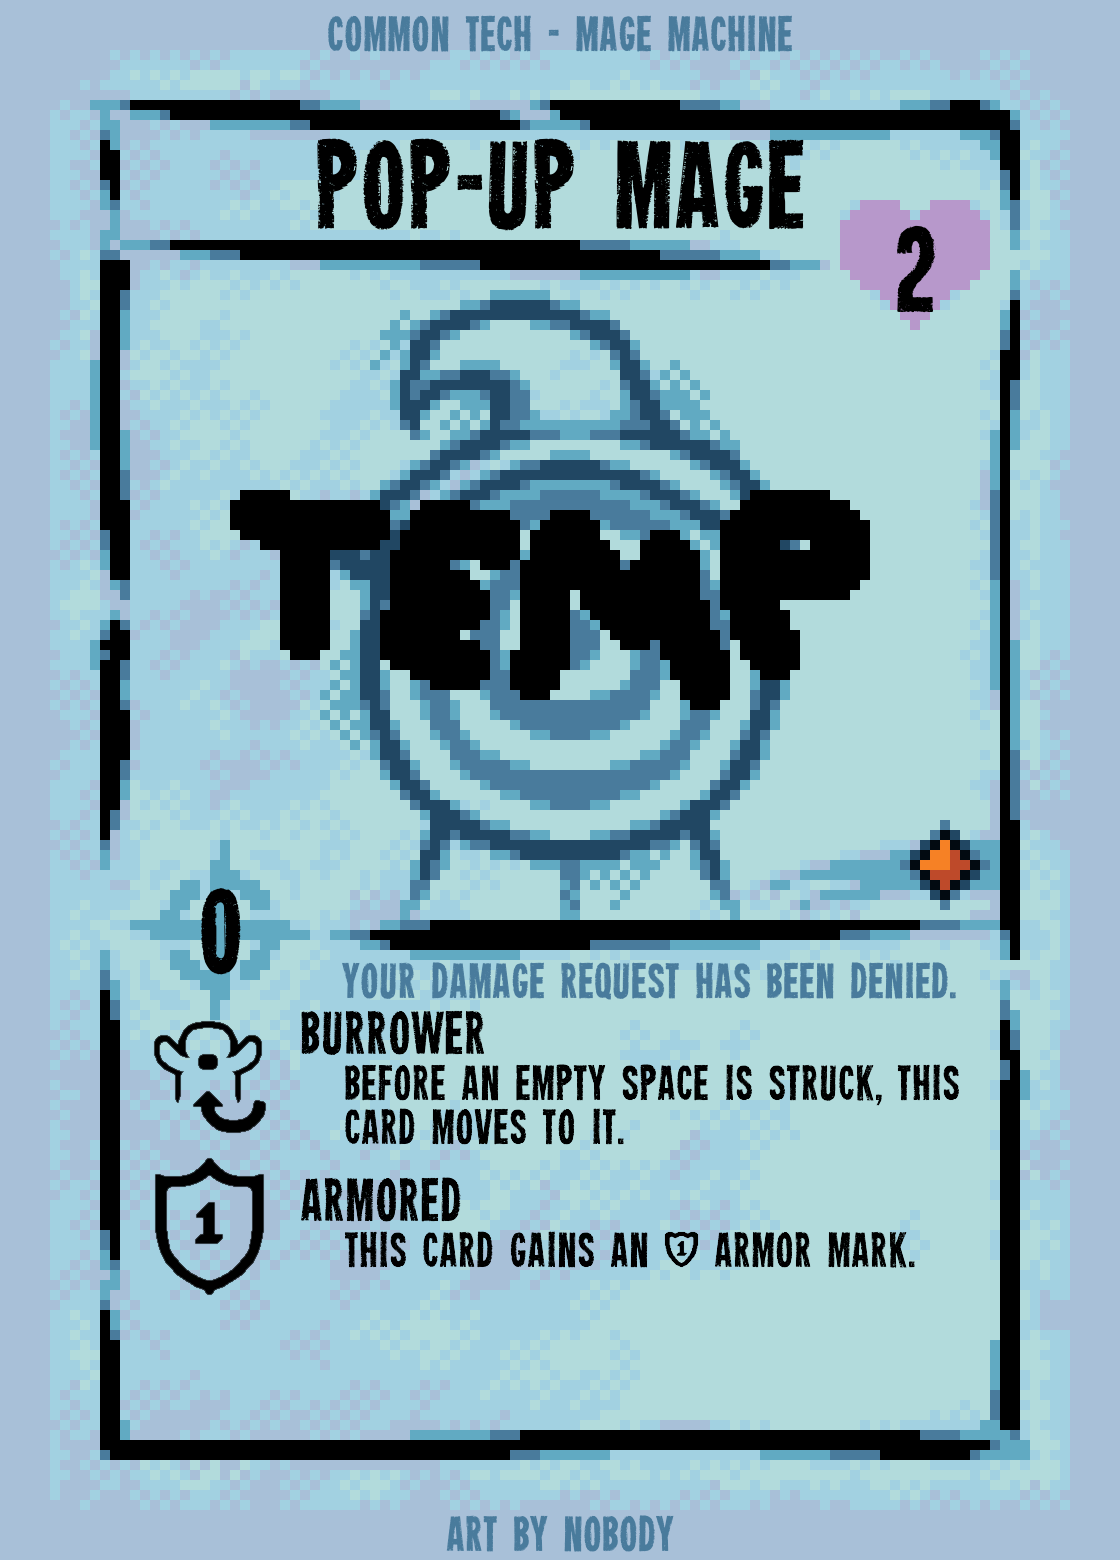 COMMON TECH - MAGE MACHINE
POP-UP MAGE
2
TEMP
0
YOUR DAMAGE REQUEST HAS BEEN DENIED.
BURROWER
BEFORE AN EMPTY SPACE IS STRUCK, THIS
CARD MOVES TO IT.
1
ARMORED
THIS CARD GAINS AN 1 ARMOR MARK.
ART BY NOBODY